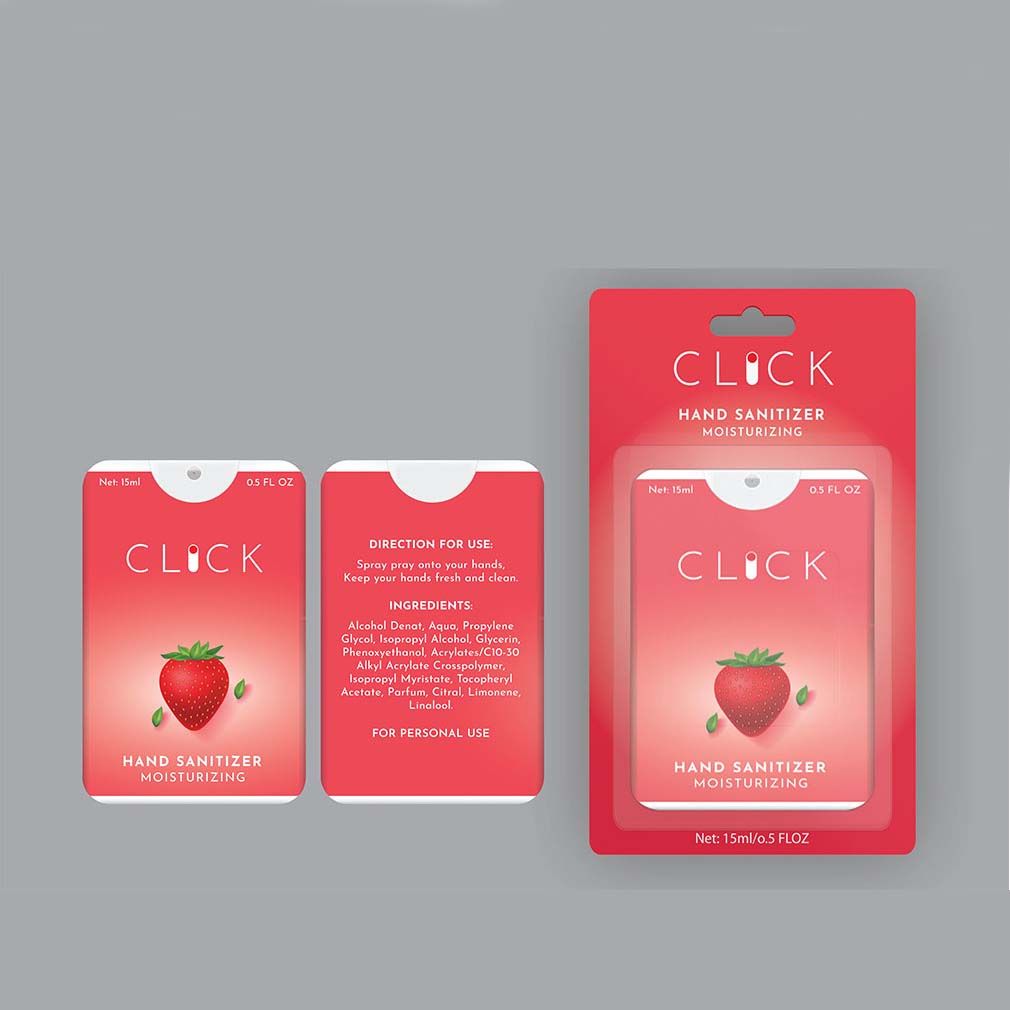 Net: 15ml
0.5 FL OZ
CLiCK
HAND SANITIZER
MOISTURIZING
DIRECTION FOR USE:
Spray pray onto your hands,
Keep your hands fresh and clean.
INGREDIENTS:
Alcohol Denat, Aqua, Propylene
Glycol, Isopropyl Alcohol, Glycerin,
Phenoxyethanol, Acrylates/C10-30
Alkyl Acrylate Crosspolymer,
Isopropyl Myristate, Tocopheryl
Acetate, Parfum, Citral, Limonene,
Linalool.
FOR PERSONAL USE
CLiCK
HAND SANITIZER
MOISTURIZING
Net: 15ml
0.5 FL OZ
CLiCK
HAND SANITIZER
MOISTURIZING
Net: 15ml/0.5 FLOZ